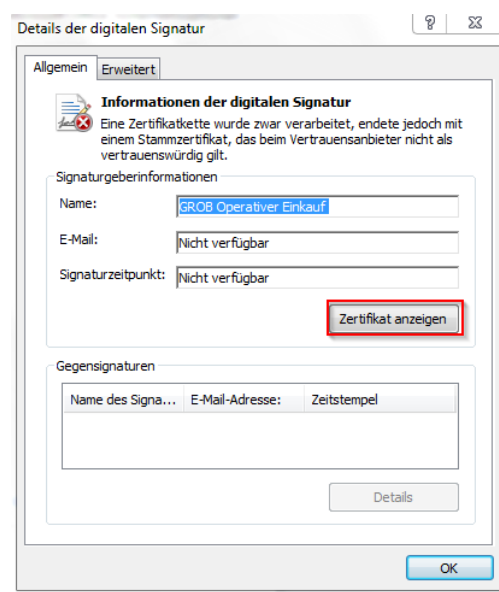 Details der digitalen Signatur
Allgemein Erweitert
Informationen der digitalen Signatur
Eine Zertifikatkette wurde zwar verarbeitet, endete jedoch mit
einem Stammzertifikat, das beim Vertrauensanbieter nicht als
vertrauenswürdig gilt.
Signaturgeberinformationen
Name: GROB Operativer Einkauf
E-Mail: Nicht verfügbar
Signaturzeitpunkt: Nicht verfügbar
Zertifikat anzeigen
Gegensignaturen
Name des Signa... E-Mail-Adresse: Zeitstempel
Details
OK